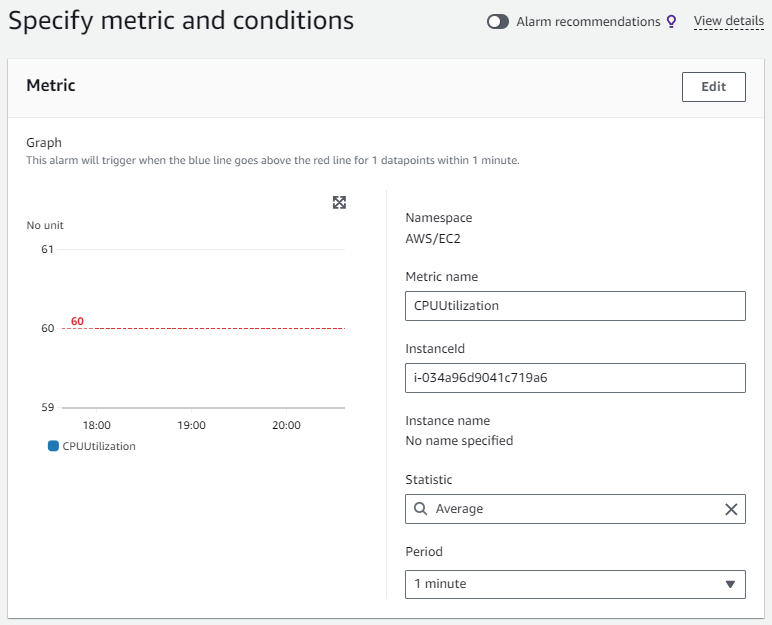 Specify metric and conditions
Alarm recommendations
View details
Metric
Edit
Graph
This alarm will trigger when the blue line goes above the red line for 1 datapoints within 1 minute.
No unit
61
60
60
59
18:00 19:00 20:00
CPUUtilization
Namespace
AWS/EC2
Metric name
CPUUtilization
InstanceId
i-034a96d9041c719a6
Instance name
No name specified
Statistic
Average
Period
1 minute